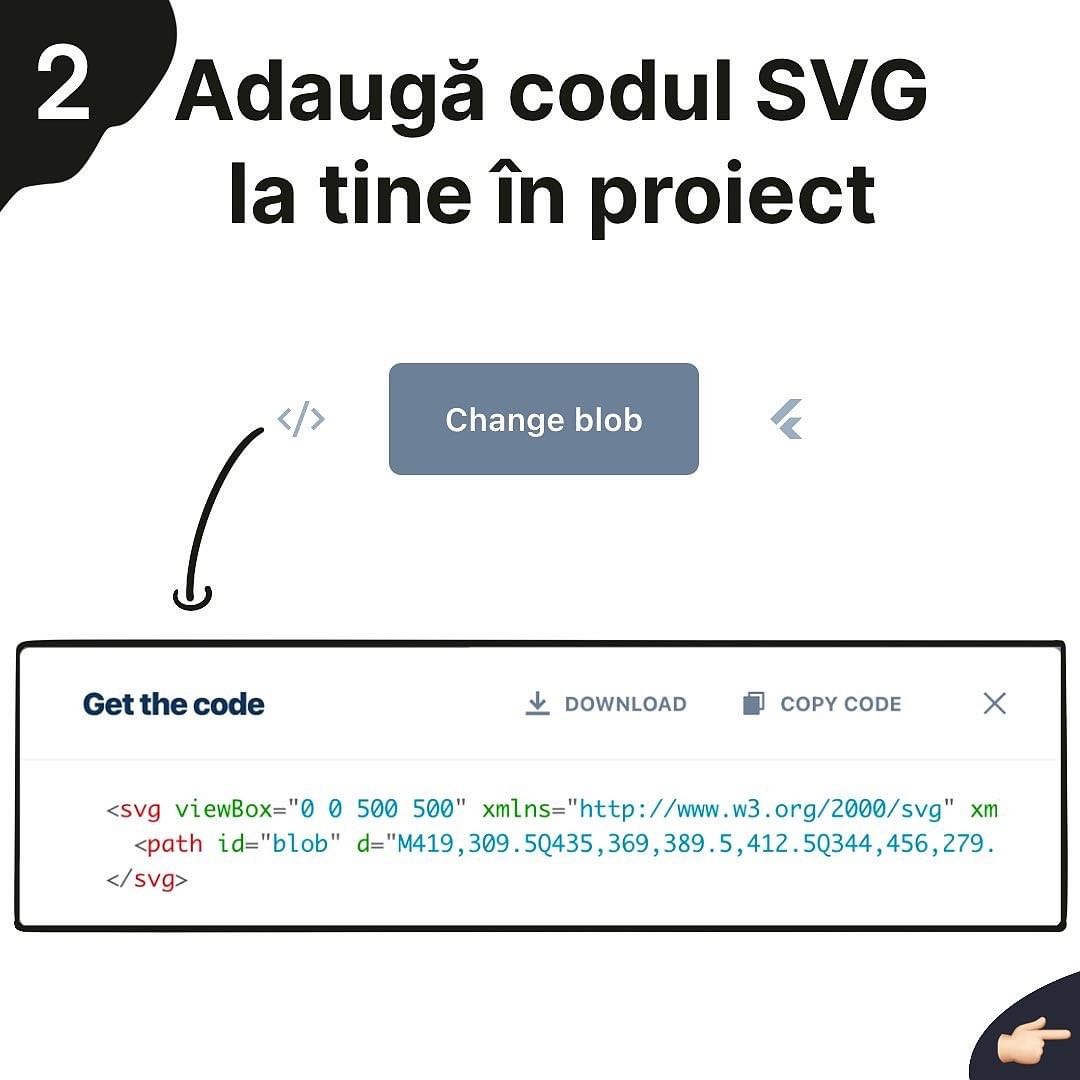 2
Adaugă codul SVG
la tine în proiect
</> Change blob
Get the code DOWNLOAD COPY CODE
<svg viewBox="0 0 500 500" xmlns="http://www.w3.org/2000/svg" xm
<path id="blob" d="M419,309.5Q435,369,389.5,412.5Q344,456,279.
</svg>